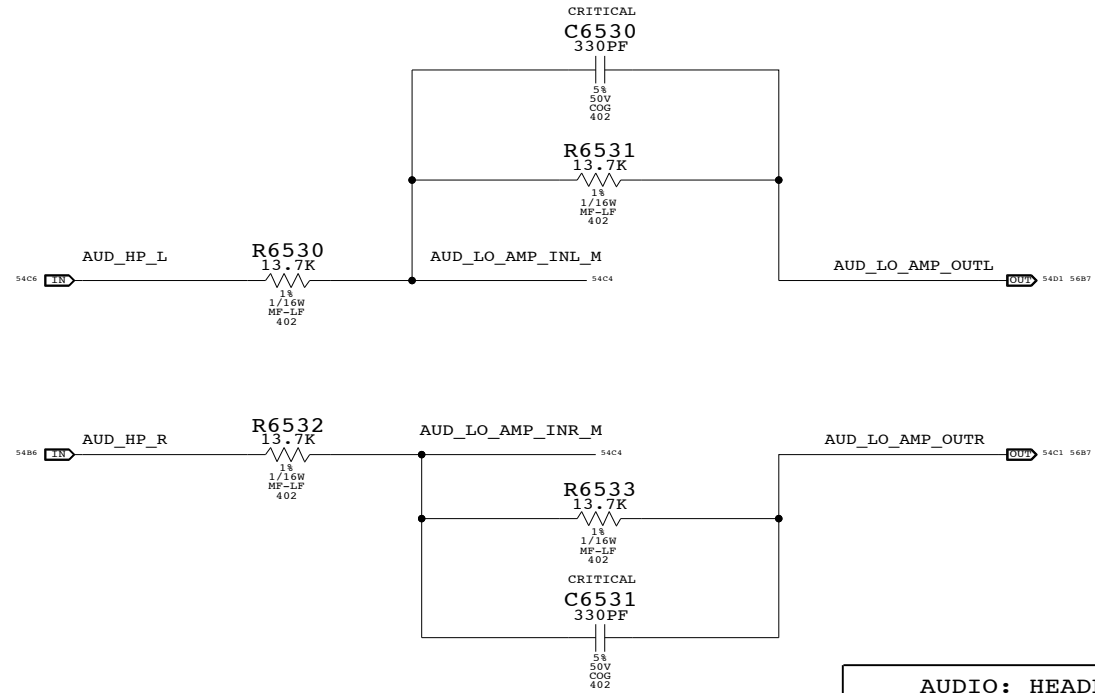 CRITICAL
C6530
330PF
5%
50V
COG
402
R6531
13.7K
1%
1/16W
MF-LF
402
AUD_HP_L
R6530
13.7K
1%
1/16W
MF-LF
402
AUD_LO_AMP_INL_M
54C4
AUD_LO_AMP_OUTL
54C6 IN
OUT 54D1 56B7
AUD_HP_R
R6532
13.7K
1%
1/16W
MF-LF
402
AUD_LO_AMP_INR_M
54C4
AUD_LO_AMP_OUTR
54B6 IN
OUT 54C1 56B7
R6533
13.7K
1%
1/16W
MF-LF
402
CRITICAL
C6531
330PF
5%
50V
COG
402
AUDIO: